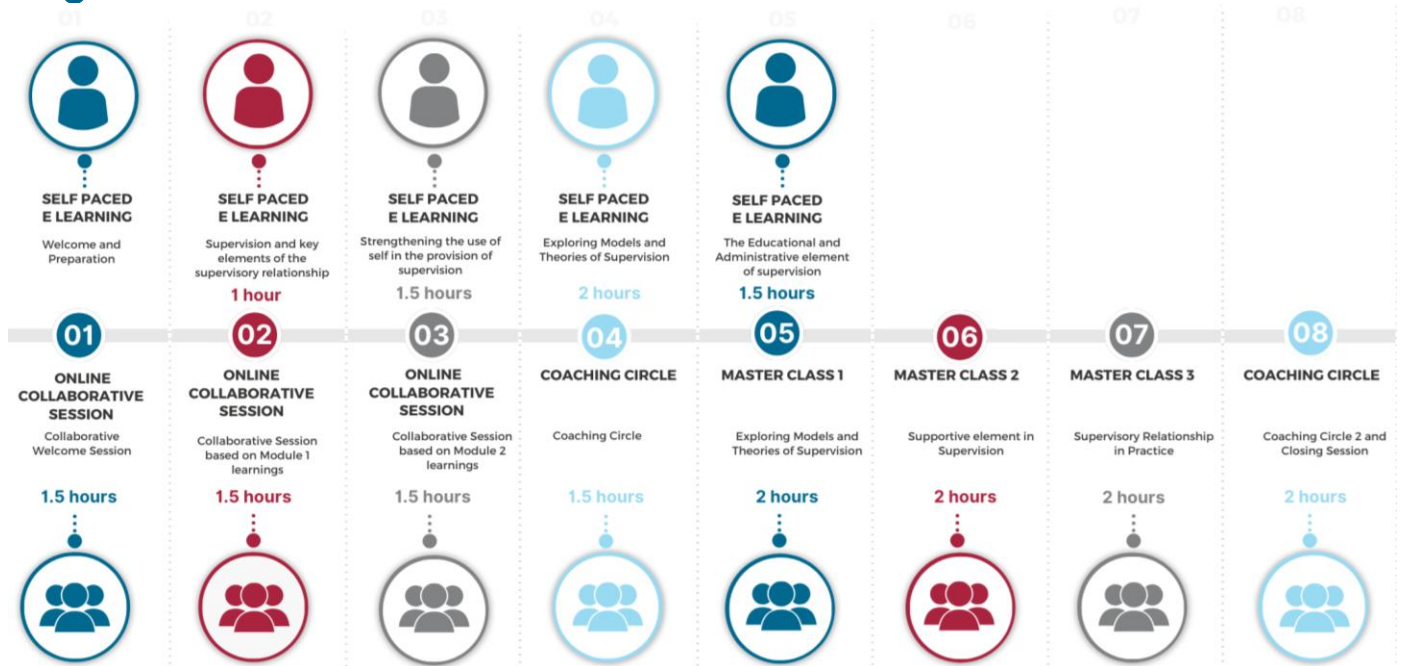 01 02 03 04 05 06 07 08
SELF PACED
E LEARNING
Welcome and
Preparation
SELF PACED
E LEARNING
Supervision and key
elements of the
supervisory relationship
1 hour
SELF PACED
E LEARNING
Strengthening the use of
self in the provision of
supervision
1.5 hours
SELF PACED
E LEARNING
Exploring Models and
Theories of Supervision
2 hours
SELF PACED
E LEARNING
The Educational and
Administrative element
of supervision
1.5 hours
01
ONLINE
COLLABORATIVE
SESSION
Collaborative
Welcome Session
1.5 hours
02
ONLINE
COLLABORATIVE
SESSION
Collaborative Session
based on Module 1
learnings
1.5 hours
03
ONLINE
COLLABORATIVE
SESSION
Collaborative Session
based on Module 2
learnings
1.5 hours
04
COACHING CIRCLE
Coaching Circle
1.5 hours
05
MASTER CLASS 1
Exploring Models and
Theories of Supervision
2 hours
06
MASTER CLASS 2
Supportive element in
Supervision
2 hours
07
MASTER CLASS 3
Supervisory Relationship
in Practice
2 hours
08
COACHING CIRCLE
Coaching Circle 2 and
Closing Session
2 hours